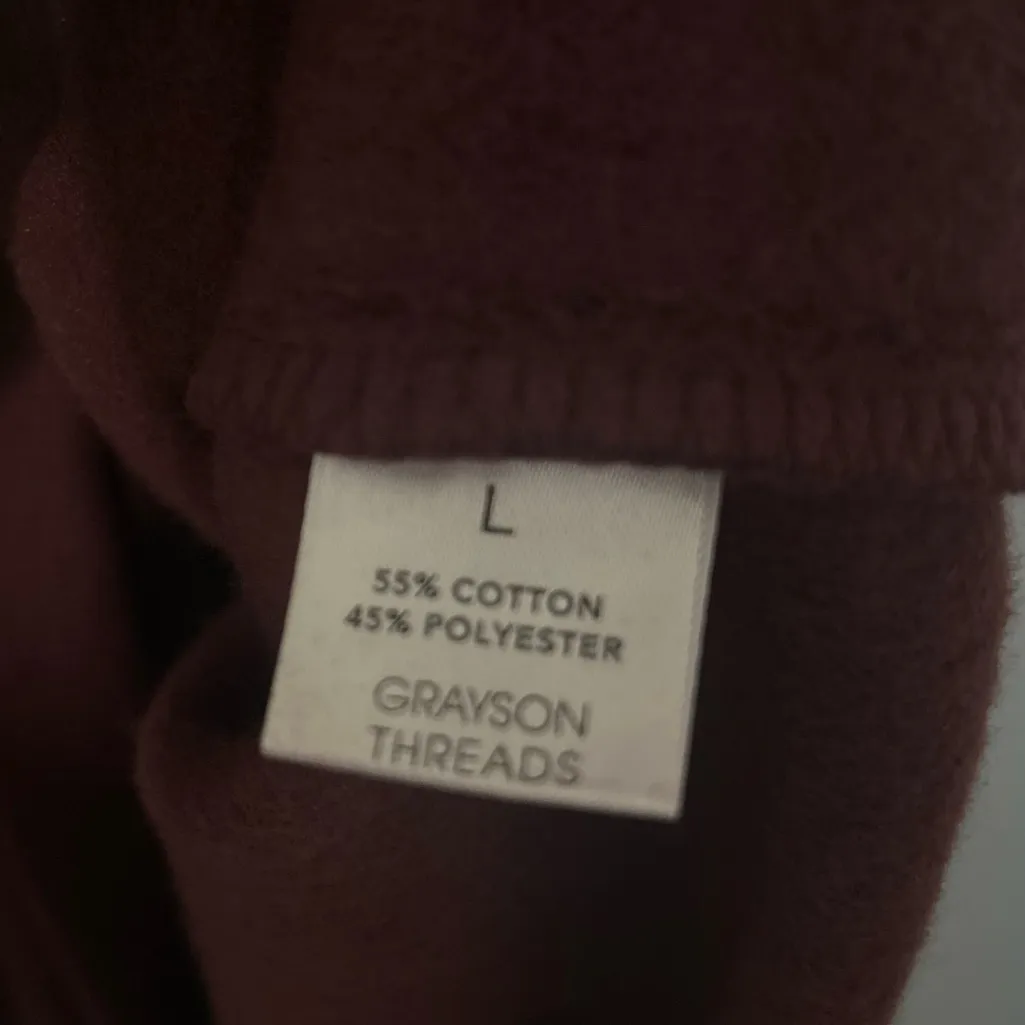 L
55% COTTON
45% POLYESTER
GRAYSON
THREADS